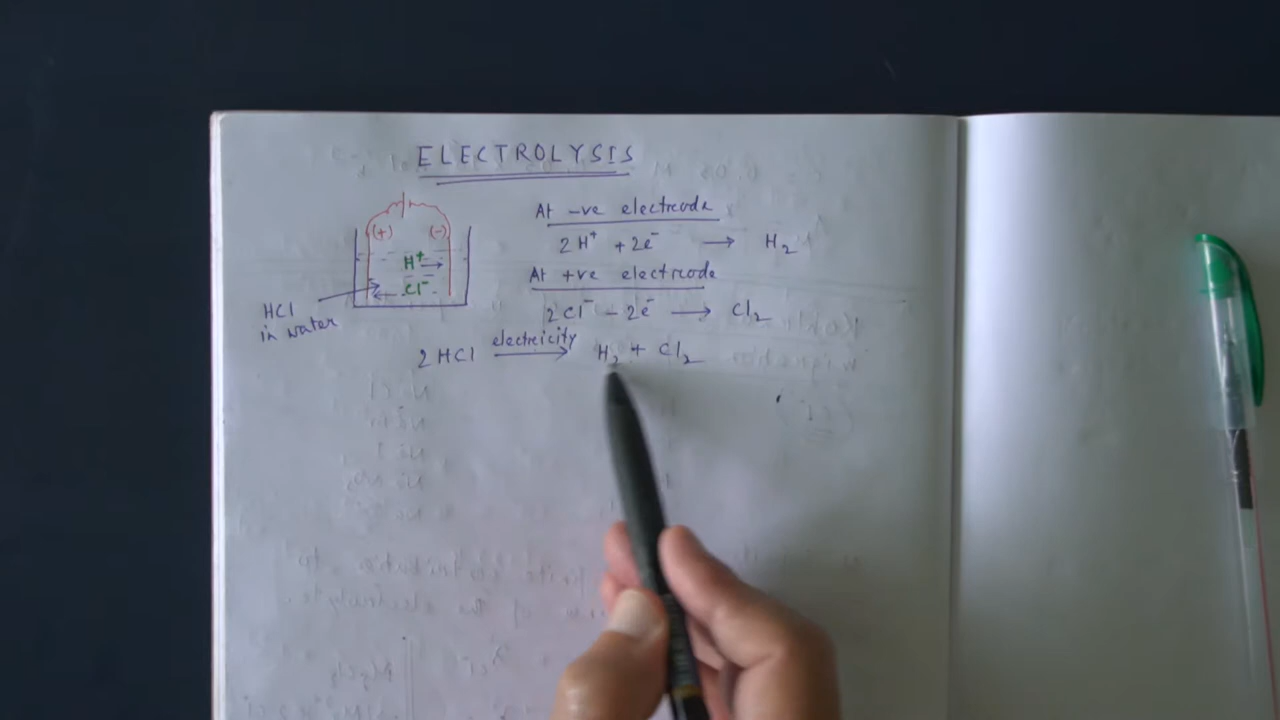 ELECTROLYSIS
(+) (-)
H⁺ →
Cl⁻
HCl
in water
At -ve electrode
2H⁺ + 2e⁻ → H₂
At +ve electrode
2Cl⁻ - 2e⁻ → Cl₂
2HCl electricity → H₂ + Cl₂